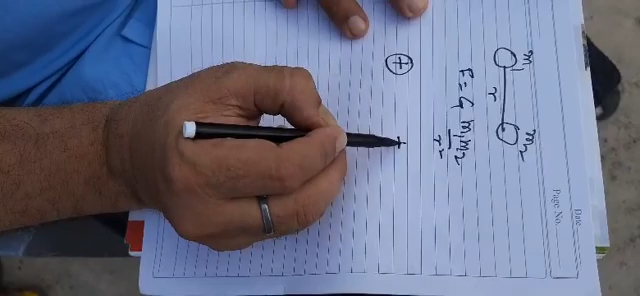 Date
Page No.
m₁ m₂
r
F = G m₁m₂
r²
+ +